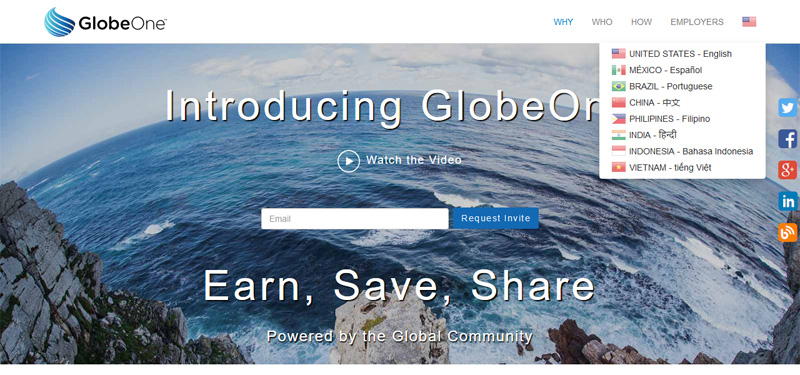 GlobeOne™
WHY WHO HOW EMPLOYERS
UNITED STATES - English
MÉXICO - Español
BRAZIL - Portuguese
CHINA - 中文
PHILIPINES - Filipino
INDIA - हिन्दी
INDONESIA - Bahasa Indonesia
VIETNAM - tiếng Việt
Introducing GlobeOn
Watch the Video
Email Request Invite
Earn, Save, Share
Powered by the Global Community